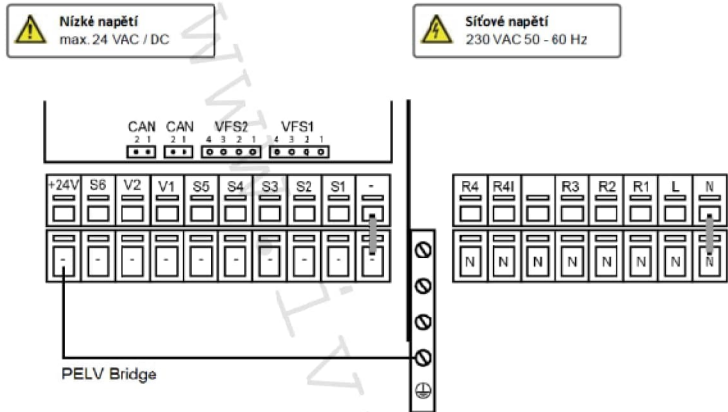 Nízké napětí
max. 24 VAC / DC
Síťové napětí
230 VAC 50 - 60 Hz
CAN CAN VFS2 VFS1
2 1 2 1 4 3 2 1 4 3 2 1
+24V S6 V2 V1 S5 S4 S3 S2 S1 -
- - - - - - - - - -
R4 R4I R3 R2 R1 L N
N N N N N N N N
PELV Bridge